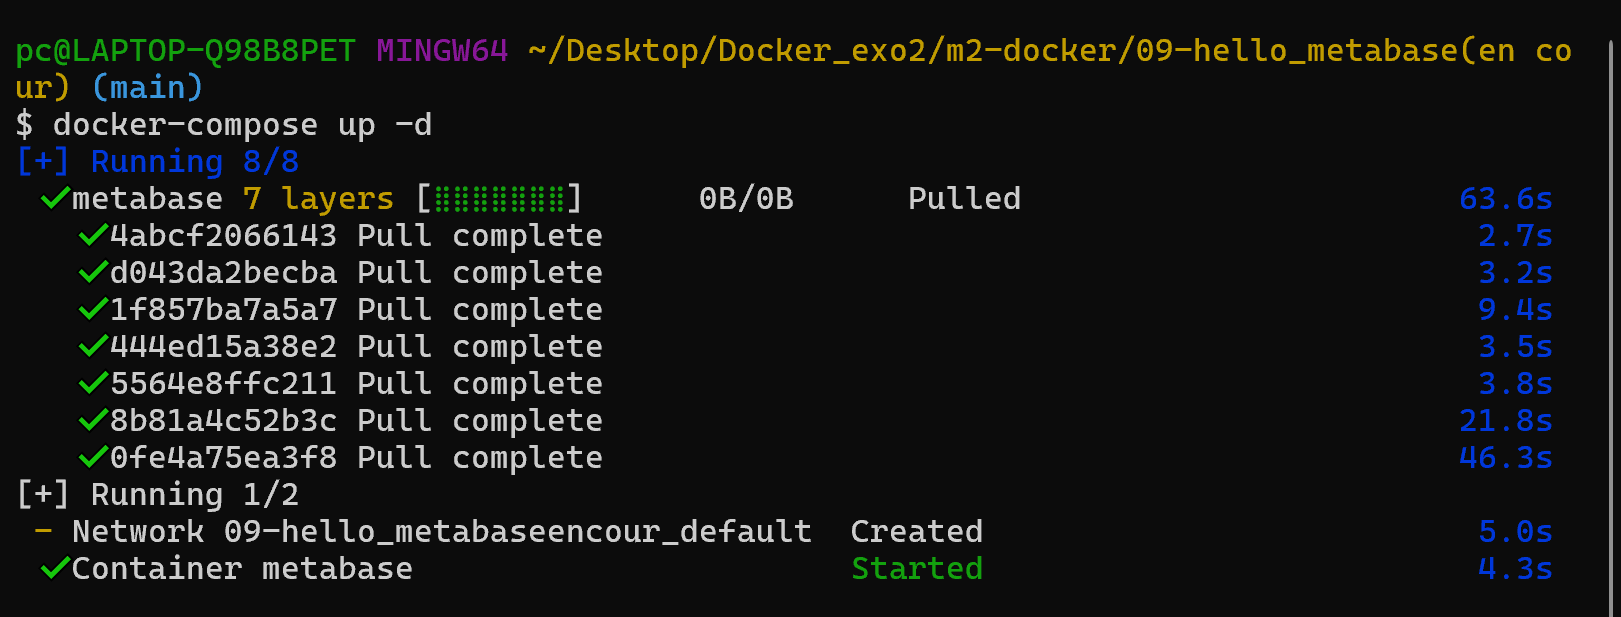 pc@LAPTOP-Q98B8PET MINGW64 ~/Desktop/Docker_exo2/m2-docker/09-hello_metabase(en co
ur) (main)
$ docker-compose up -d
[+] Running 8/8
✔metabase 7 layers [⣿⣿⣿⣿⣿⣿⣿] 0B/0B Pulled 63.6s
✔4abcf2066143 Pull complete 2.7s
✔d043da2becba Pull complete 3.2s
✔1f857ba7a5a7 Pull complete 9.4s
✔444ed15a38e2 Pull complete 3.5s
✔5564e8ffc211 Pull complete 3.8s
✔8b81a4c52b3c Pull complete 21.8s
✔0fe4a75ea3f8 Pull complete 46.3s
[+] Running 1/2
- Network 09-hello_metabaseencour_default Created 5.0s
✔Container metabase Started 4.3s